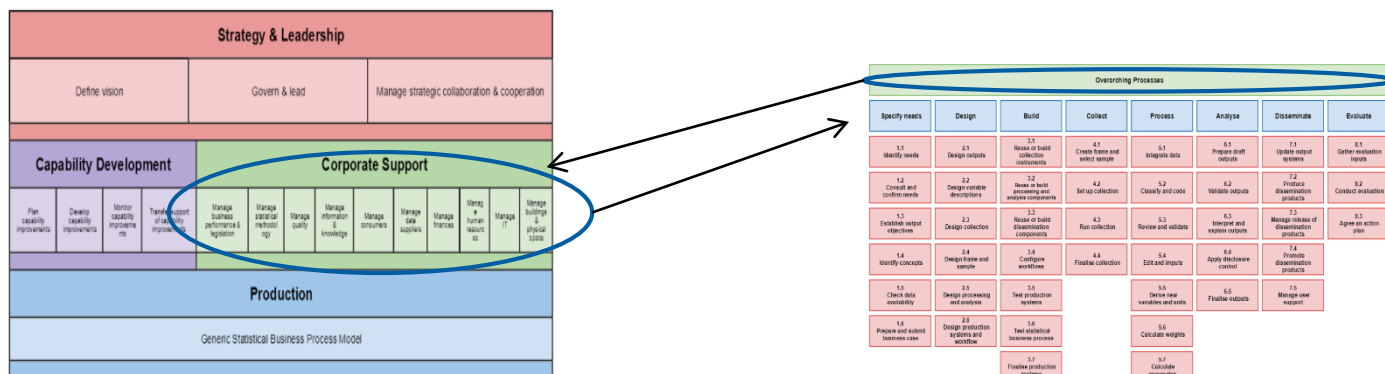 Strategy & Leadership
Define vision
Govern & lead
Manage strategic collaboration & cooperation
Capability Development
Corporate Support
Plan
capability
improvements
Develop
capability
improvements
Monitor
capability
improveme
nts
Transfer/support
of capability
improvements
Manage
business
performance &
legislation
Manage
statistical
methodol
ogy
Manage
quality
Manage
information
&
knowledge
Manage
consumers
Manage
data
suppliers
Manage
finances
Manag
e
human
resourc
es
Manage
IT
Manage
buildings
&
physical
space
Production
Generic Statistical Business Process Model
Overarching Processes
Specify needs
Design
Build
Collect
Process
Analyse
Disseminate
Evaluate
1.1
Identify needs
2.1
Design outputs
3.1
Reuse or build
collection
instruments
4.1
Create frame and
select sample
5.1
Integrate data
6.1
Prepare draft
outputs
7.1
Update output
systems
8.1
Gather evaluation
inputs
1.2
Consult and
confirm needs
2.2
Design variable
descriptions
3.2
Reuse or build
processing and
analysis components
4.2
Set up collection
5.2
Classify and code
6.2
Validate outputs
7.2
Produce
dissemination
products
8.2
Conduct evaluation
1.3
Establish output
objectives
2.3
Design collection
3.3
Reuse or build
dissemination
components
4.3
Run collection
5.3
Review and validate
6.3
Interpret and
explain outputs
7.3
Manage release of
dissemination
products
8.3
Agree on action
plan
1.4
Identify concepts
2.4
Design frame and
sample
3.4
Configure
workflows
4.4
Finalise collection
5.4
Edit and impute
6.4
Apply disclosure
control
7.4
Promote
dissemination
products
1.5
Check data
availability
2.5
Design processing
and analysis
3.5
Test production
systems
5.5
Derive new
variables and units
6.5
Finalise outputs
7.5
Manage user
support
1.6
Prepare and submit
business case
2.6
Design production
systems and
workflow
3.6
Test statistical
business process
5.6
Calculate weights
3.7
Finalise production
5.7
Calculate